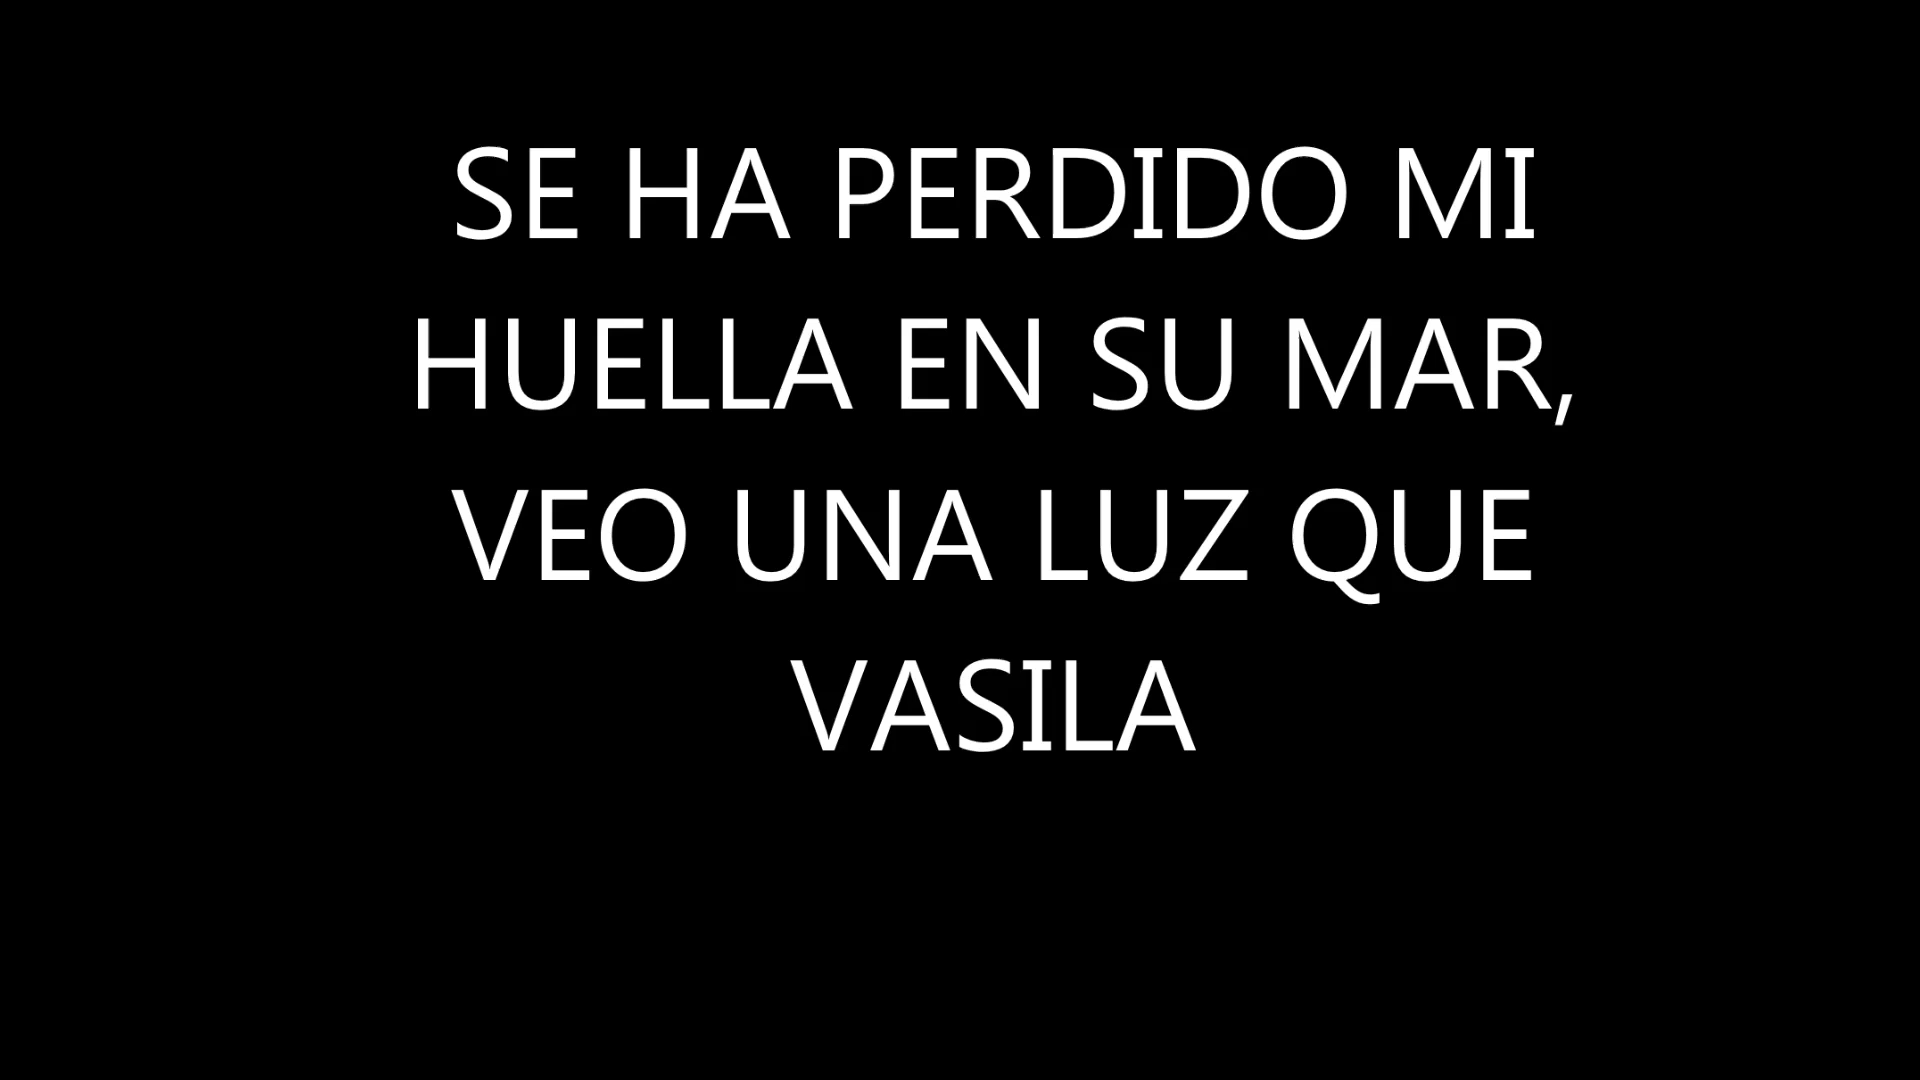 SE HA PERDIDO MI
HUELLA EN SU MAR,
VEO UNA LUZ QUE
VASILA